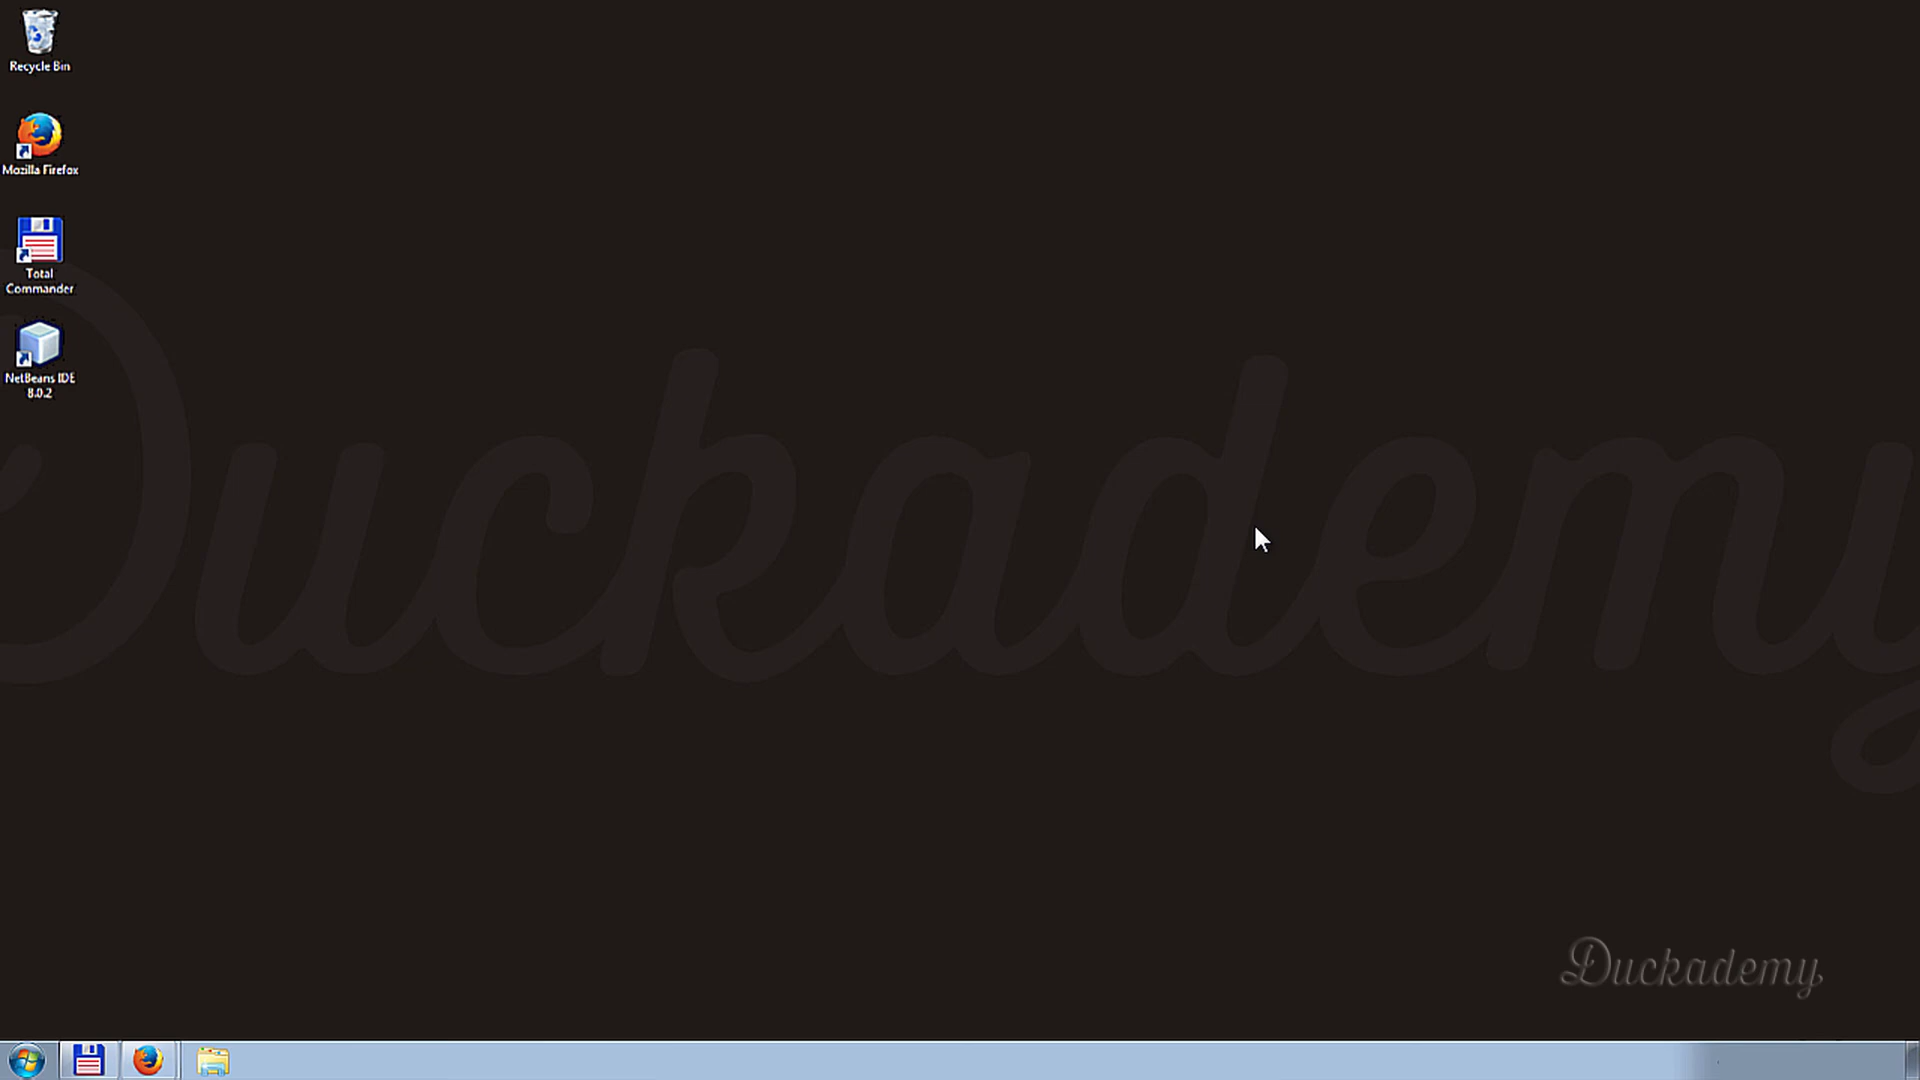 Recycle Bin
Mozilla Firefox
Total
Commander
NetBeans IDE
8.0.2
Duckademy
Duckademy